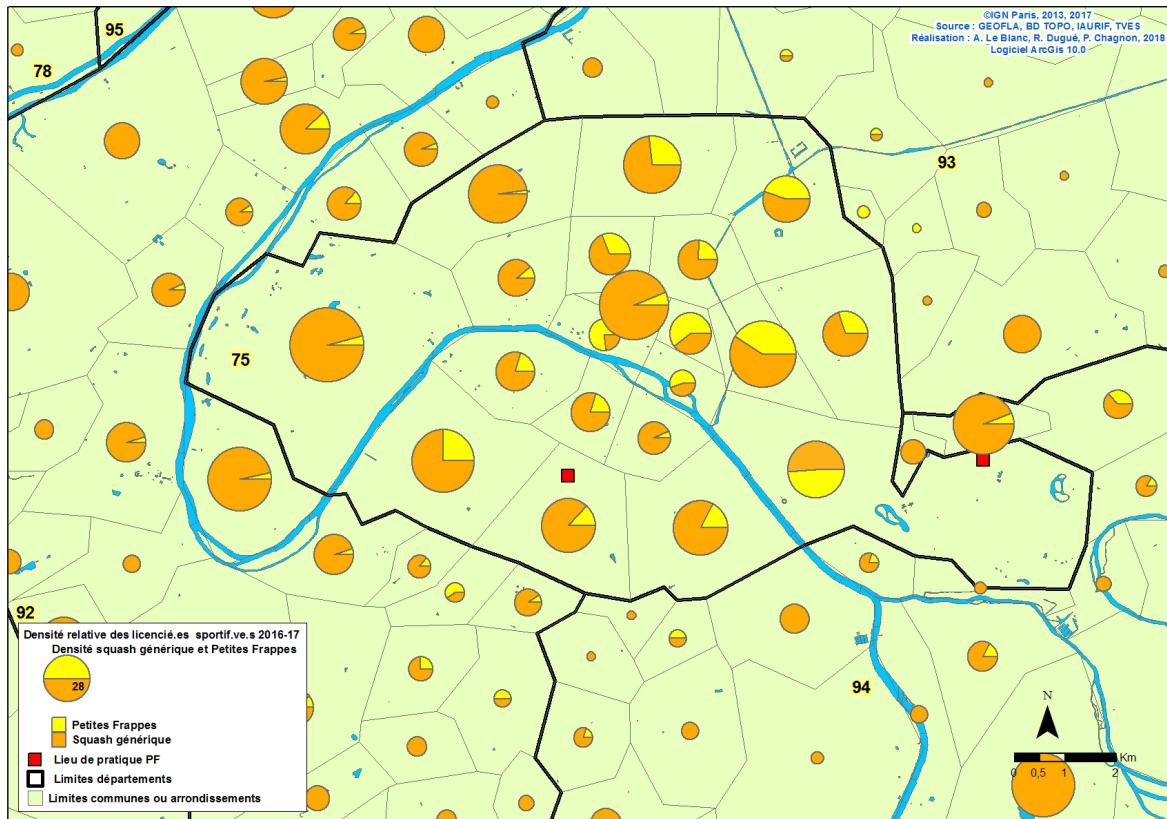 ©IGN Paris, 2013, 2017
Source : GEOFLA, BD TOPO, IAURIF, TVES
Réalisation : A. Le Blanc, R. Dugué, P. Chagnon, 2018
Logiciel ArcGis 10.0
95
78
93
75
92
94
Densité relative des licencié.es sportif.ve.s 2016-17
Densité squash générique et Petites Frappes
28
Petites Frappes
Squash générique
Lieu de pratique PF
Limites départements
Limites communes ou arrondissements
N
Km
0 0,5 1 2